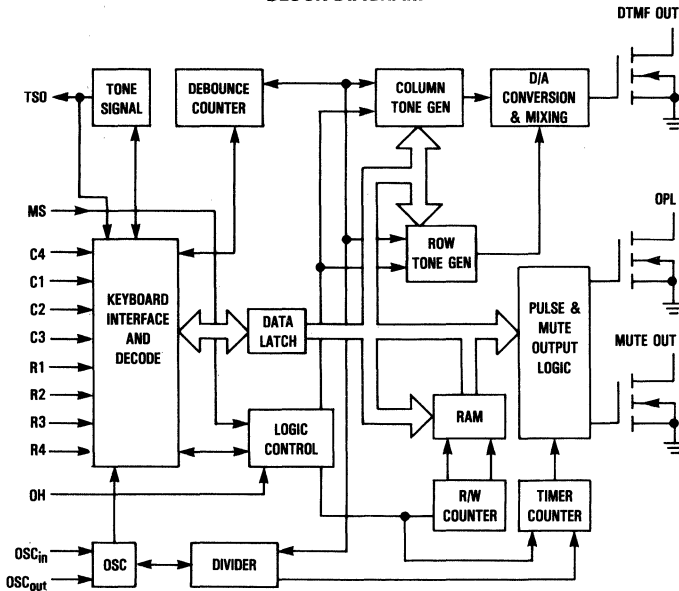 DTMF OUT
TSO
TONE
SIGNAL
DEBOUNCE
COUNTER
COLUMN
TONE GEN
D/A
CONVERSION
& MIXING
MS
OPL
C4
C1
C2
C3
R1
R2
R3
R4
KEYBOARD
INTERFACE
AND
DECODE
ROW
TONE GEN
DATA
LATCH
PULSE &
MUTE
OUTPUT
LOGIC
MUTE OUT
LOGIC
CONTROL
RAM
OH
R/W
COUNTER
TIMER
COUNTER
OSCin
OSCout
OSC
DIVIDER